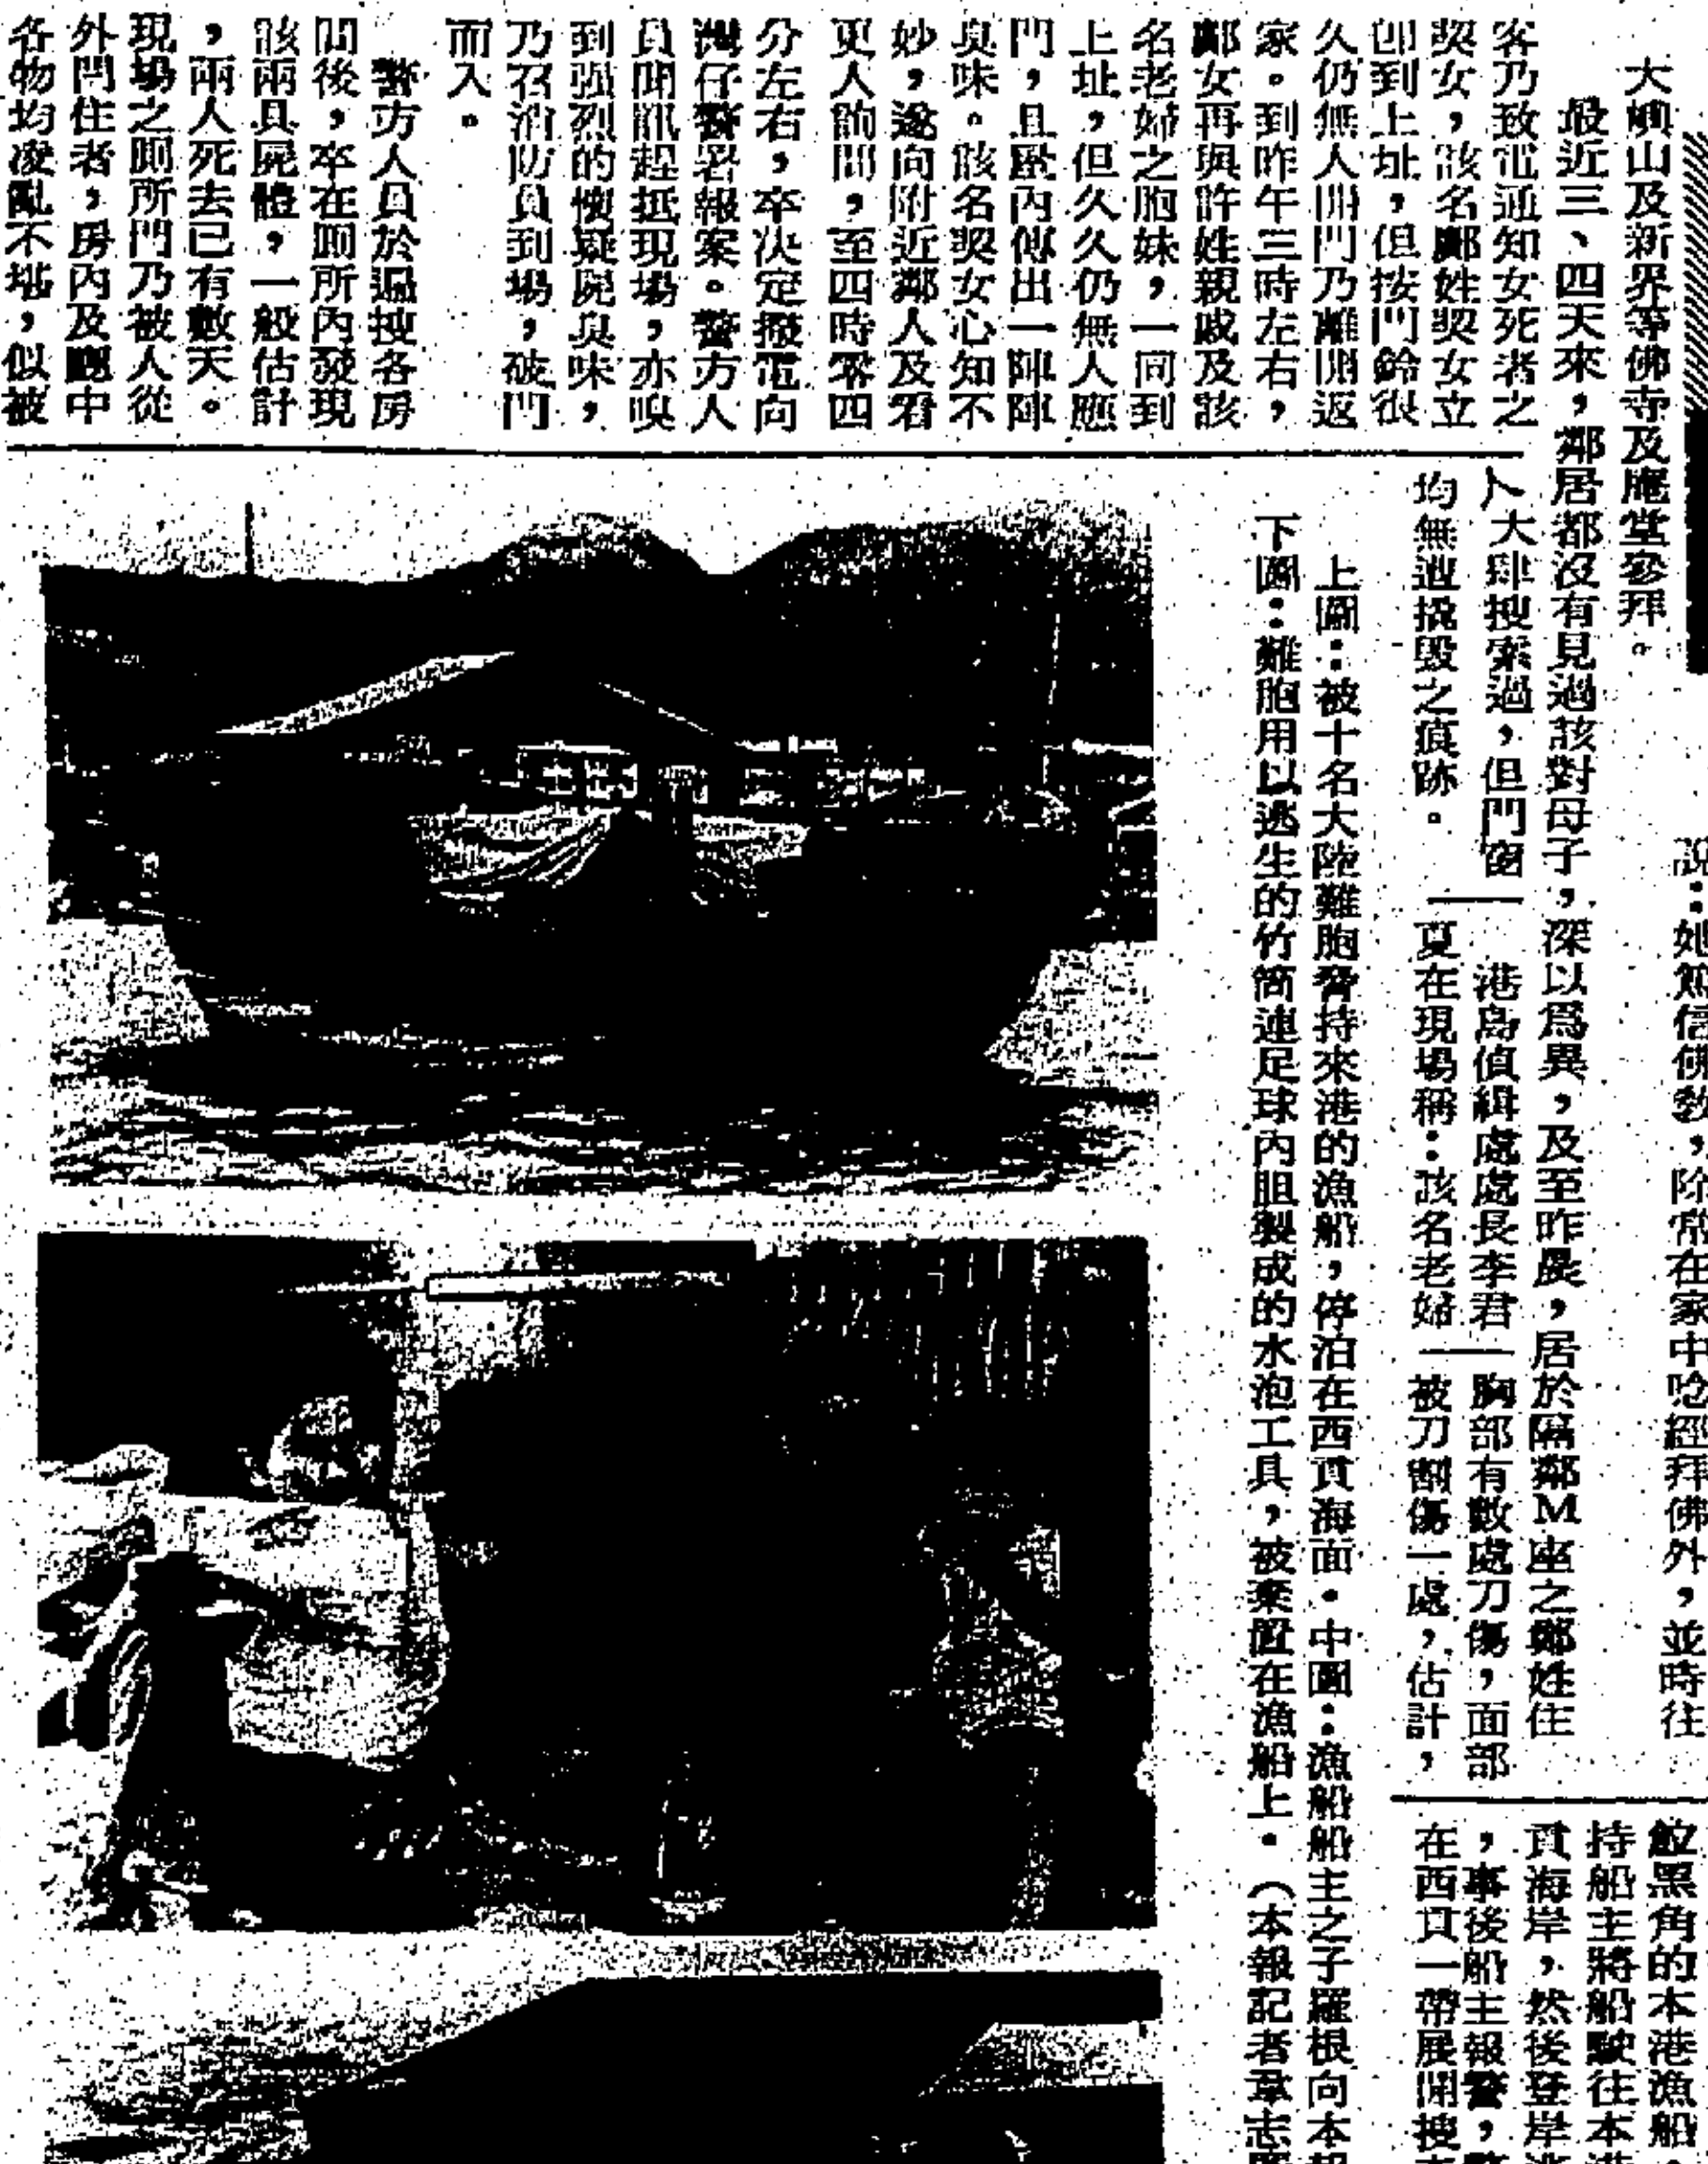 說：她篤信佛教，除常在家中唸經拜佛外，並時往
大嶼山及新界等佛寺及庵堂參拜。
最近三、四天來，鄰居都沒有見過該對母子，深以爲異，及至昨晨，居於隔鄰M座之鄭姓住
客乃致電通知女死者之
契女，該名鄺姓契女立
卽到上址，但按門鈴很
久仍無人開門乃離開返
家。到昨午三時左右，
鄺女再與許姓親戚及該
名老婦之胞妹，一同到
上址，但久久仍無人應
門，且屋內傳出一陣陣
臭味。該名契女心知不
妙，遂向附近鄰人及看
更人詢問，至四時零四
分左右，卒决定撥電向
灣仔警署報案。警方人
員聞訊趕抵現場，亦嗅
到强烈的懷疑屍臭味，
乃召消防員到場，破門
而入。
警方人員於過搜各房
間後，卒在厠所內發現
該兩具屍體，一般估計
，兩人死去已有數天。
現場之厠所門乃被人從
外閂住者，房內及廳中
各物均凌亂不堪，似被
人大肆搜索過，但門窗
均無遭撬毀之痕跡。
港島偵緝處處長李君
夏在現場稱：該名老婦
胸部有數處刀傷，面部
被刀割傷一處，估計，
上圖：被十名大陸難胞脅持來港的漁船，停泊在西貢海面。中圖：漁船船主之子羅根向本報
下圖：難胞用以逃生的竹筒連足球內胆製成的水泡工具，被棄置在漁船上。（本報記者韋志
黑角的本港漁船，
持船主將船駛往本港
貢海岸，然後登岸逃
，事後船主報警，警
在西貢一帶展開搜